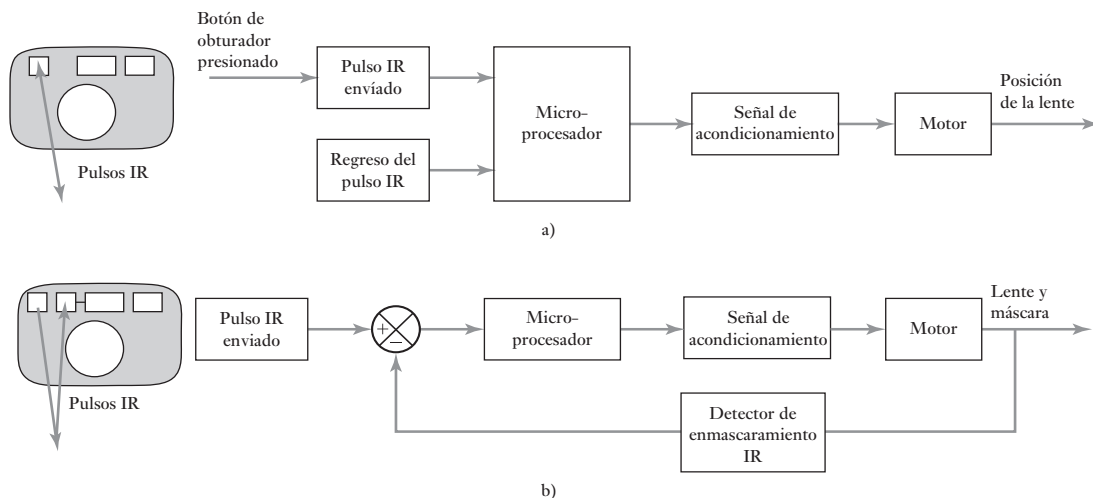 Botón de
obturador
presionado
Pulso IR
envíado
Micro-
procesador
Señal de
acondicionamiento
Motor
Posición
de la lente
Pulsos IR
Regreso del
pulso IR
a)
Pulso IR
enviado
+
−
Micro-
procesador
Señal de
acondicionamiento
Motor
Lente y
máscara
Pulsos IR
Detector de
enmascaramiento
IR
b)